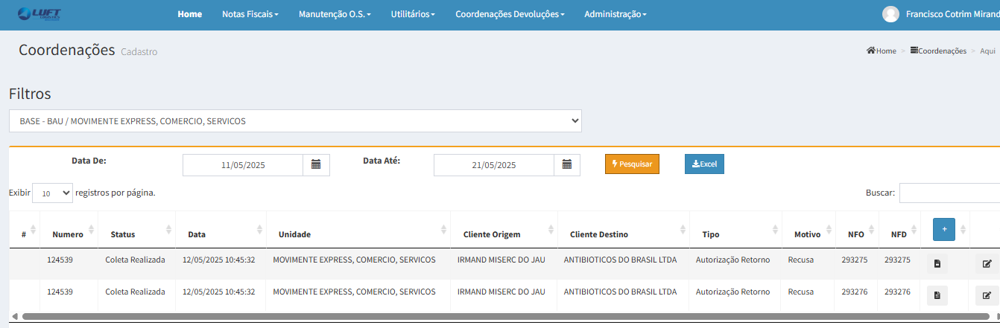 LUFT
LOGISTICS
Home Notas Fiscais Manutenção O.S. Utilitários Coordenações Devoluções Administração Francisco Cotrim Mirand
Coordenações Cadastro
Home > Coordenações > Aqui
Filtros
BASE - BAU / MOVIMENTE EXPRESS, COMERCIO, SERVICOS
Data De: 11/05/2025 Data Até: 21/05/2025 Pesquisar Excel
Exibir 10 registros por página. Buscar:
# Numero Status Data Unidade Cliente Origem Cliente Destino Tipo Motivo NFO NFD +
124539 Coleta Realizada 12/05/2025 10:45:32 MOVIMENTE EXPRESS, COMERCIO, SERVICOS IRMAND MISERC DO JAU ANTIBIOTICOS DO BRASIL LTDA Autorização Retorno Recusa 293275 293275
124539 Coleta Realizada 12/05/2025 10:45:32 MOVIMENTE EXPRESS, COMERCIO, SERVICOS IRMAND MISERC DO JAU ANTIBIOTICOS DO BRASIL LTDA Autorização Retorno Recusa 293276 293276